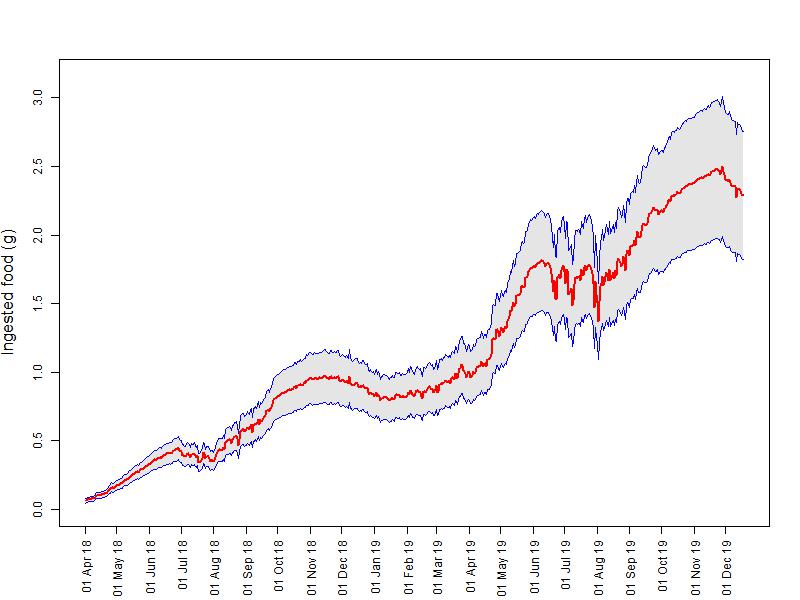 Ingested food (g)
3.0
2.5
2.0
1.5
1.0
0.5
0.0
01 Apr 18
01 May 18
01 Jun 18
01 Jul 18
01 Aug 18
01 Sep 18
01 Oct 18
01 Nov 18
01 Dec 18
01 Jan 19
01 Feb 19
01 Mar 19
01 Apr 19
01 May 19
01 Jun 19
01 Jul 19
01 Aug 19
01 Sep 19
01 Oct 19
01 Nov 19
01 Dec 19